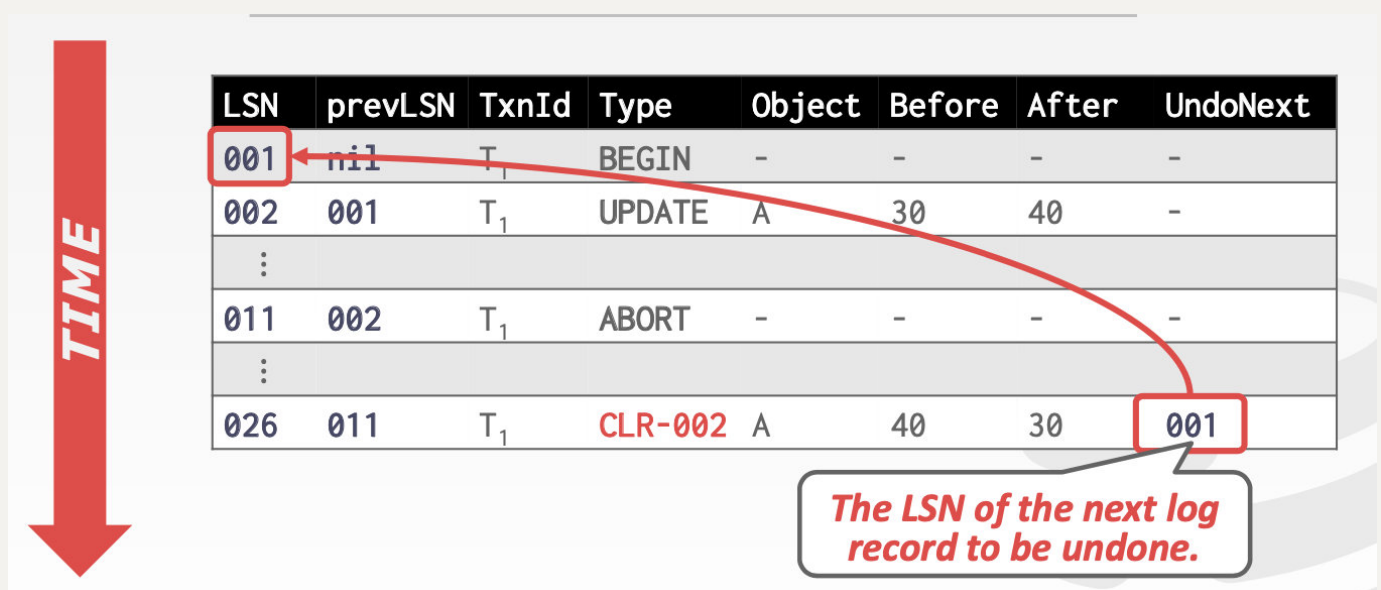 TIME
LSN prevLSN TxnId Type Object Before After UndoNext
001 nil T1 BEGIN - - - -
002 001 T1 UPDATE A 30 40 -
⋮
011 002 T1 ABORT - - - -
⋮
026 011 T1 CLR-002 A 40 30 001
The LSN of the next log
record to be undone.